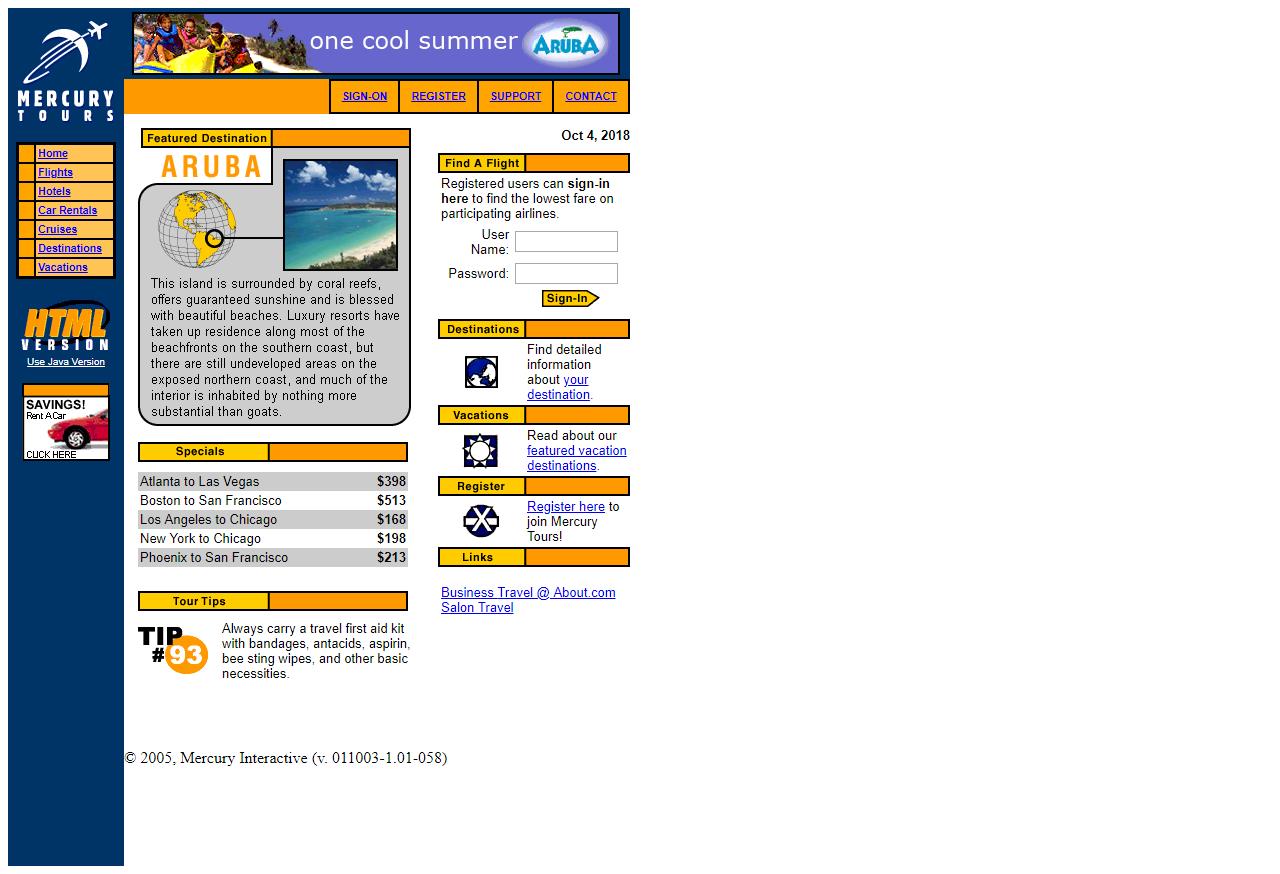 one cool summer
ARUBA
MERCURY
TOURS
SIGN-ON
REGISTER
SUPPORT
CONTACT
Home
Flights
Hotels
Car Rentals
Cruises
Destinations
Vacations
HTML
VERSION
Use Java Version
SAVINGS!
Rent A Car
CLICK HERE
Featured Destination
ARUBA
This island is surrounded by coral reefs,
offers guaranteed sunshine and is blessed
with beautiful beaches. Luxury resorts have
taken up residence along most of the
beachfronts on the southern coast, but
there are still undeveloped areas on the
exposed northern coast, and much of the
interior is inhabited by nothing more
substantial than goats.
Specials
Atlanta to Las Vegas $398
Boston to San Francisco $513
Los Angeles to Chicago $168
New York to Chicago $198
Phoenix to San Francisco $213
Tour Tips
TIP
#93
Always carry a travel first aid kit
with bandages, antacids, aspirin,
bee sting wipes, and other basic
necessities.
Oct 4, 2018
Find A Flight
Registered users can sign-in
here to find the lowest fare on
participating airlines.
User
Name:
Password:
Sign-In
Destinations
Find detailed
information
about your
destination.
Vacations
Read about our
featured vacation
destinations.
Register
Register here to
join Mercury
Tours!
Links
Business Travel @ About.com
Salon Travel
© 2005, Mercury Interactive (v. 011003-1.01-058)